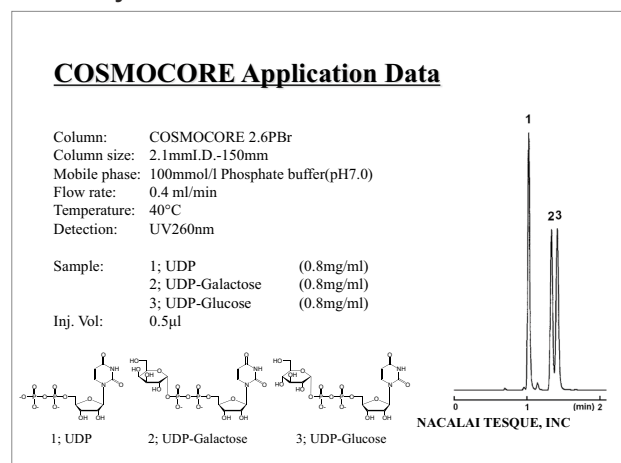 COSMOCORE Application Data
Column: COSMOCORE 2.6PBr
Column size: 2.1mmI.D.-150mm
Mobile phase: 100mmol/l Phosphate buffer(pH7.0)
Flow rate: 0.4 ml/min
Temperature: 40°C
Detection: UV260nm
Sample: 1; UDP (0.8mg/ml)
2; UDP-Galactose (0.8mg/ml)
3; UDP-Glucose (0.8mg/ml)
Inj. Vol: 0.5μl
1
2 3
0 1 (min) 2
NACALAI TESQUE, INC
1; UDP 2; UDP-Galactose 3; UDP-Glucose